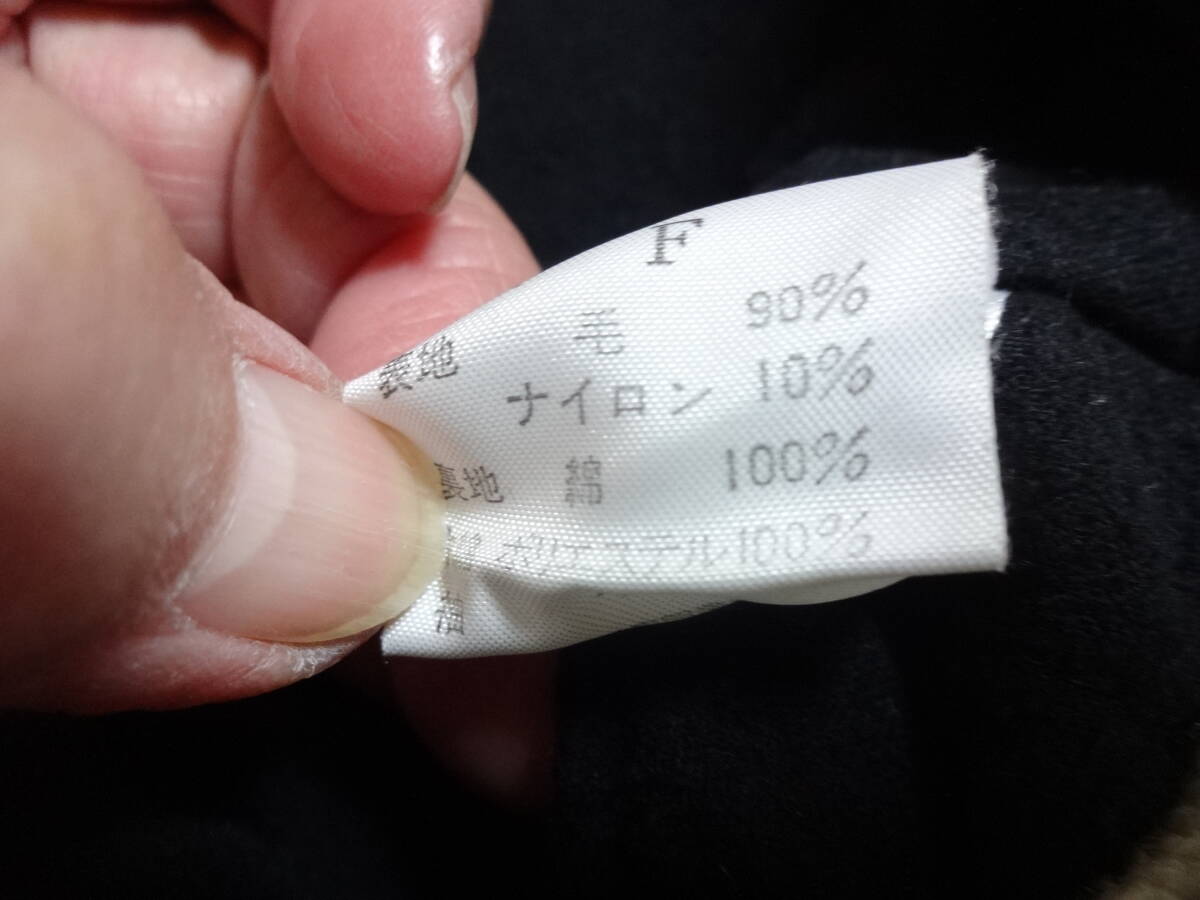 F
表地 毛 90%
ナイロン 10%
裏地 綿 100%
ポリエステル100%